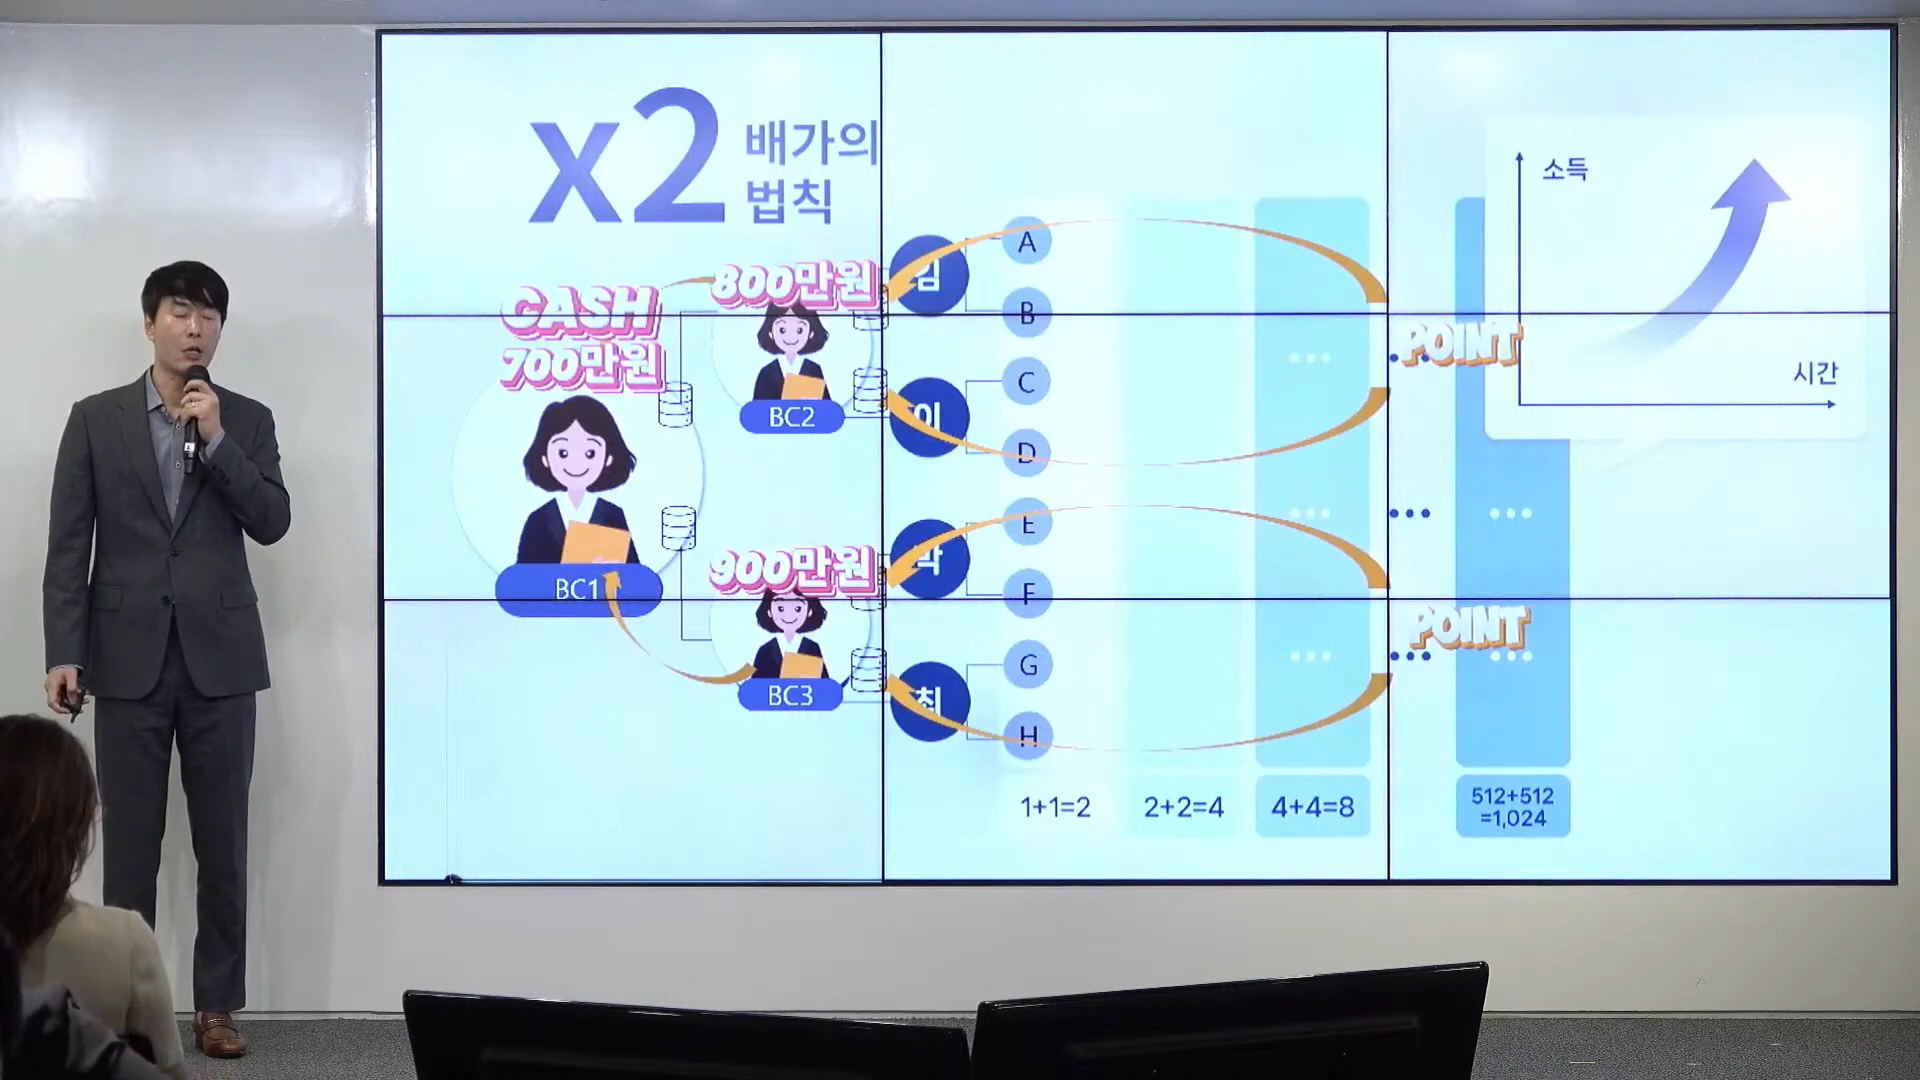 x2 배가의
법칙
소득
시간
CASH
700만원
800만원
900만원
BC1
BC2
BC3
김
이
박
최
A
B
C
D
E
F
G
H
POINT
POINT
1+1=2
2+2=4
4+4=8
512+512
=1,024